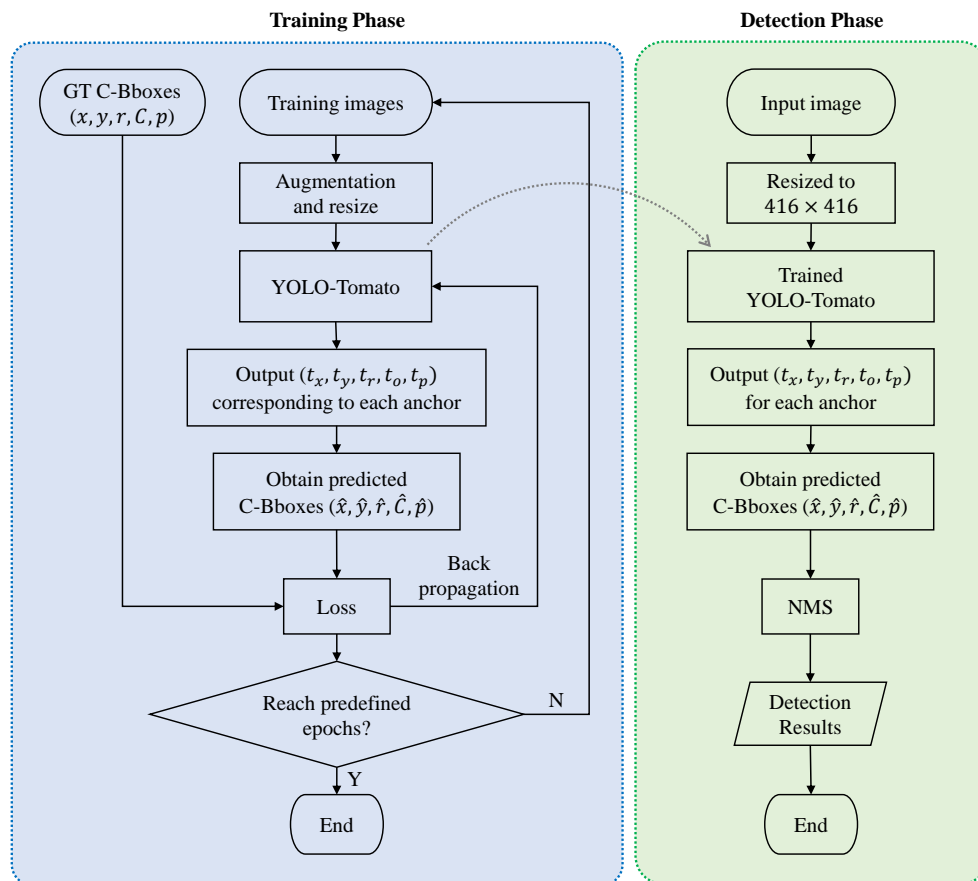 Training Phase
GT C-Bboxes
(x, y, r, C, p)
Training images
Augmentation
and resize
YOLO-Tomato
Output (t_x, t_y, t_r, t_o, t_p)
corresponding to each anchor
Obtain predicted
C-Bboxes (x̂, ŷ, r̂, Ĉ, p̂)
Back
propagation
Loss
Reach predefined
epochs?
N
Y
End
Detection Phase
Input image
Resized to
416 × 416
Trained
YOLO-Tomato
Output (t_x, t_y, t_r, t_o, t_p)
for each anchor
Obtain predicted
C-Bboxes (x̂, ŷ, r̂, Ĉ, p̂)
NMS
Detection
Results
End